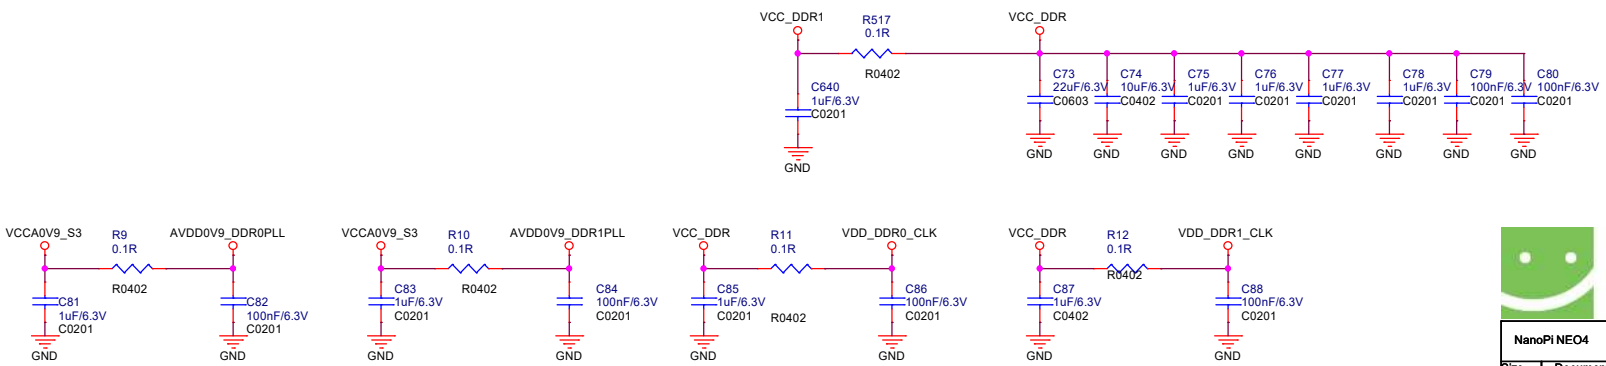 VCC_DDR1
R517
0.1R
R0402
VCC_DDR
C640
1uF/6.3V
C0201
GND
C73
22uF/6.3V
C0603
GND
C74
10uF/6.3V
C0402
GND
C75
1uF/6.3V
C0201
GND
C76
1uF/6.3V
C0201
GND
C77
1uF/6.3V
C0201
GND
C78
1uF/6.3V
C0201
GND
C79
100nF/6.3V
C0201
GND
C80
100nF/6.3V
C0201
GND
VCCA0V9_S3
R9
0.1R
R0402
AVDD0V9_DDR0PLL
C81
1uF/6.3V
C0201
GND
C82
100nF/6.3V
C0201
GND
VCCA0V9_S3
R10
0.1R
R0402
AVDD0V9_DDR1PLL
C83
1uF/6.3V
C0201
GND
C84
100nF/6.3V
C0201
GND
VCC_DDR
R11
0.1R
R0402
VDD_DDR0_CLK
C85
1uF/6.3V
C0201
GND
C86
100nF/6.3V
C0201
GND
VCC_DDR
R12
0.1R
R0402
VDD_DDR1_CLK
C87
1uF/6.3V
C0402
GND
C88
100nF/6.3V
C0201
GND
NanoPi NEO4